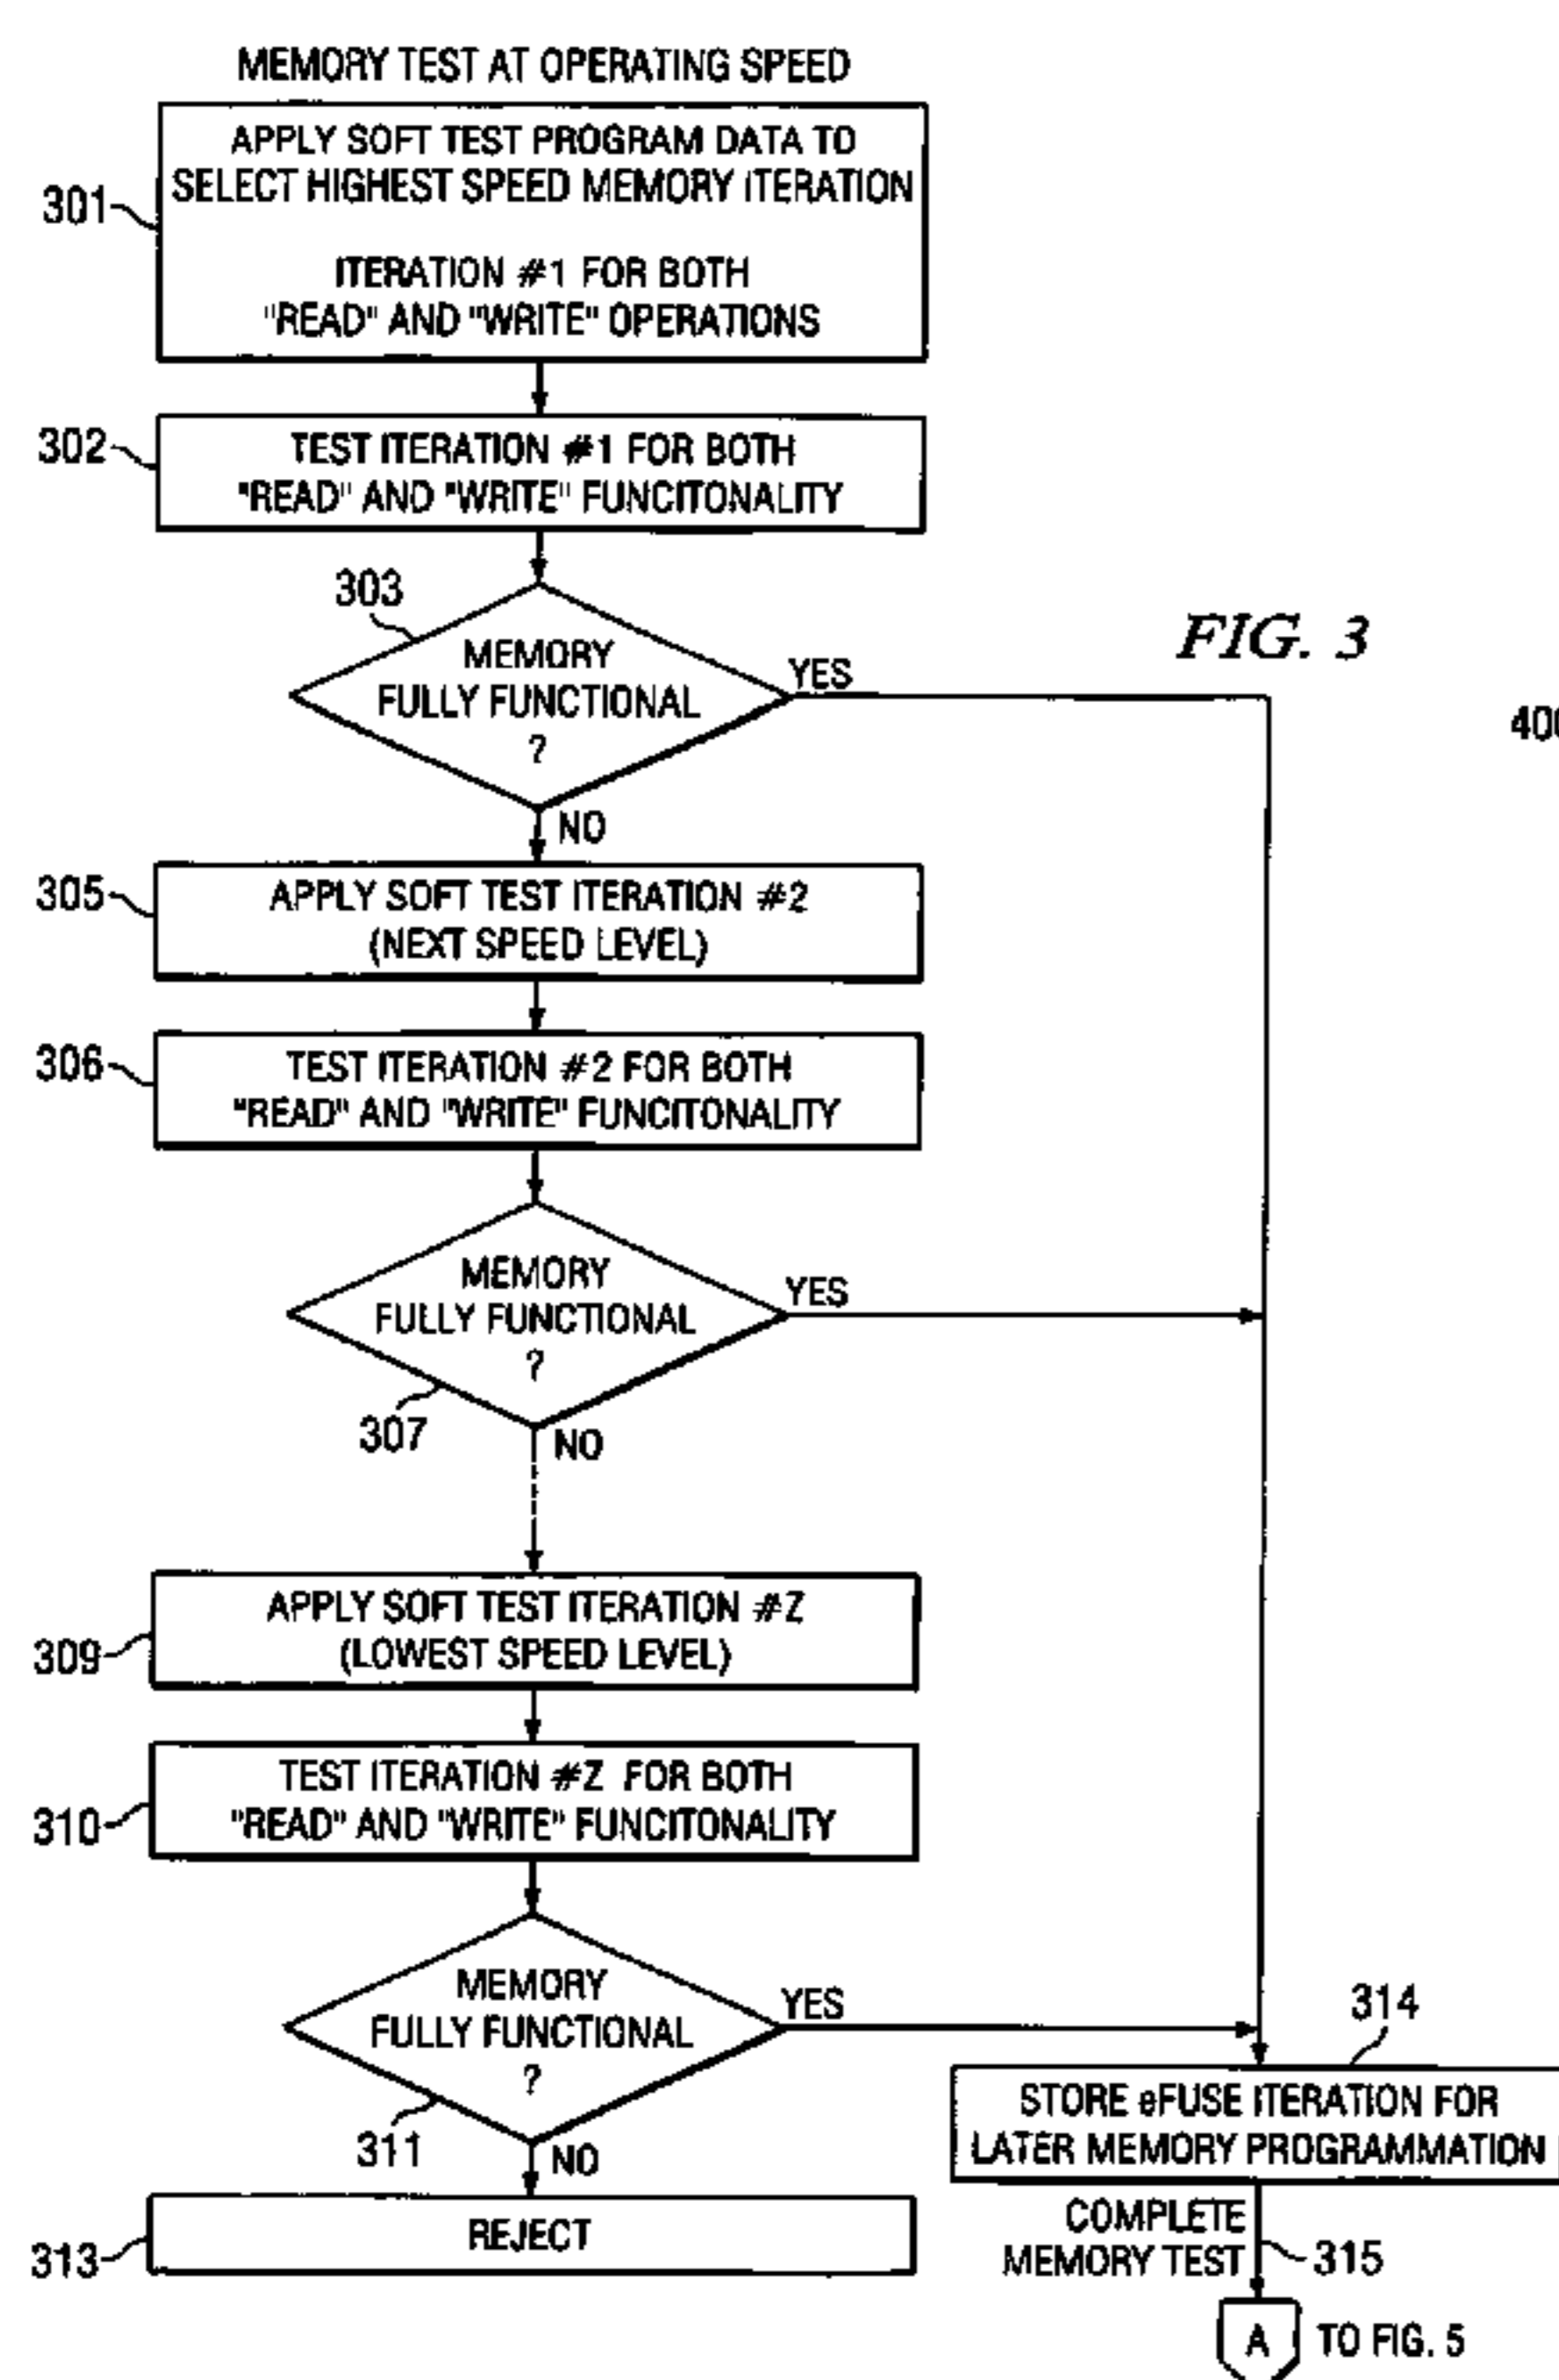 MEMORY TEST AT OPERATING SPEED
301
APPLY SOFT TEST PROGRAM DATA TO
SELECT HIGHEST SPEED MEMORY ITERATION
ITERATION #1 FOR BOTH
"READ" AND "WRITE" OPERATIONS
302
TEST ITERATION #1 FOR BOTH
"READ" AND "WRITE" FUNCITONALITY
303
MEMORY
FULLY FUNCTIONAL
?
YES
NO
FIG. 3
400
305
APPLY SOFT TEST ITERATION #2
(NEXT SPEED LEVEL)
306
TEST ITERATION #2 FOR BOTH
"READ" AND "WRITE" FUNCITONALITY
MEMORY
FULLY FUNCTIONAL
?
YES
307
NO
309
APPLY SOFT TEST ITERATION #Z
(LOWEST SPEED LEVEL)
310
TEST ITERATION #Z FOR BOTH
"READ" AND "WRITE" FUNCITONALITY
MEMORY
FULLY FUNCTIONAL
?
YES
311
NO
313
REJECT
314
STORE eFUSE ITERATION FOR
LATER MEMORY PROGRAMMATION
COMPLETE
MEMORY TEST
315
A
TO FIG. 5